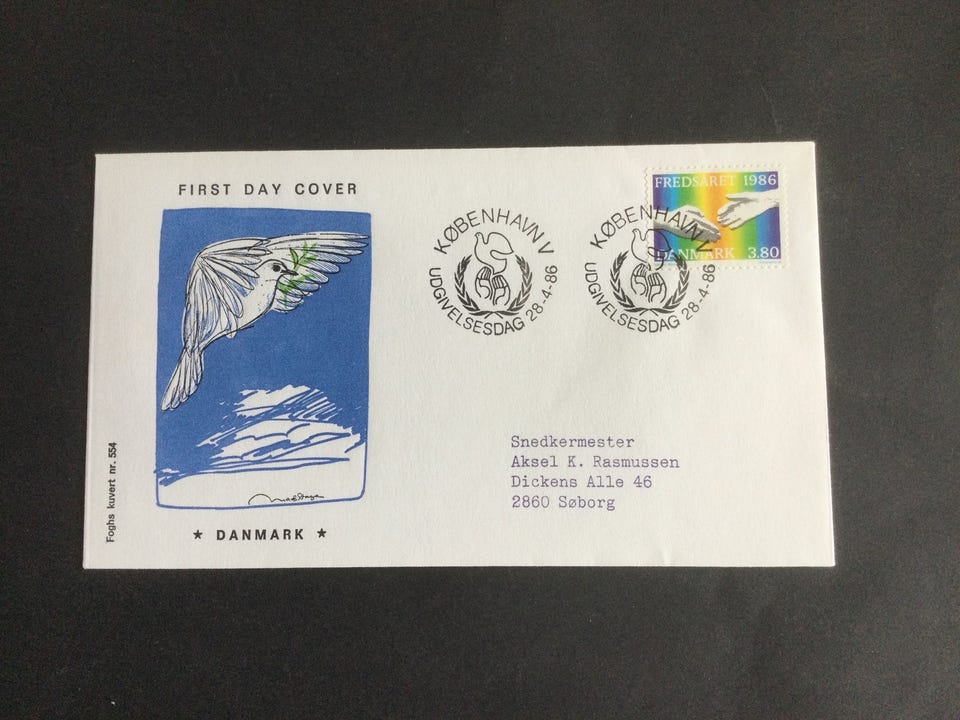 FIRST DAY COVER
Foghs kuvert nr. 554
★ DANMARK ★
KØBENHAVN V
UDGIVELSESDAG 28-4-86
KØBENHAVN V
UDGIVELSESDAG 28-4-86
FREDSÅRET 1986
DANMARK 3.80
Snedkermester
Aksel K. Rasmussen
Dickens Alle 46
2860 Søborg